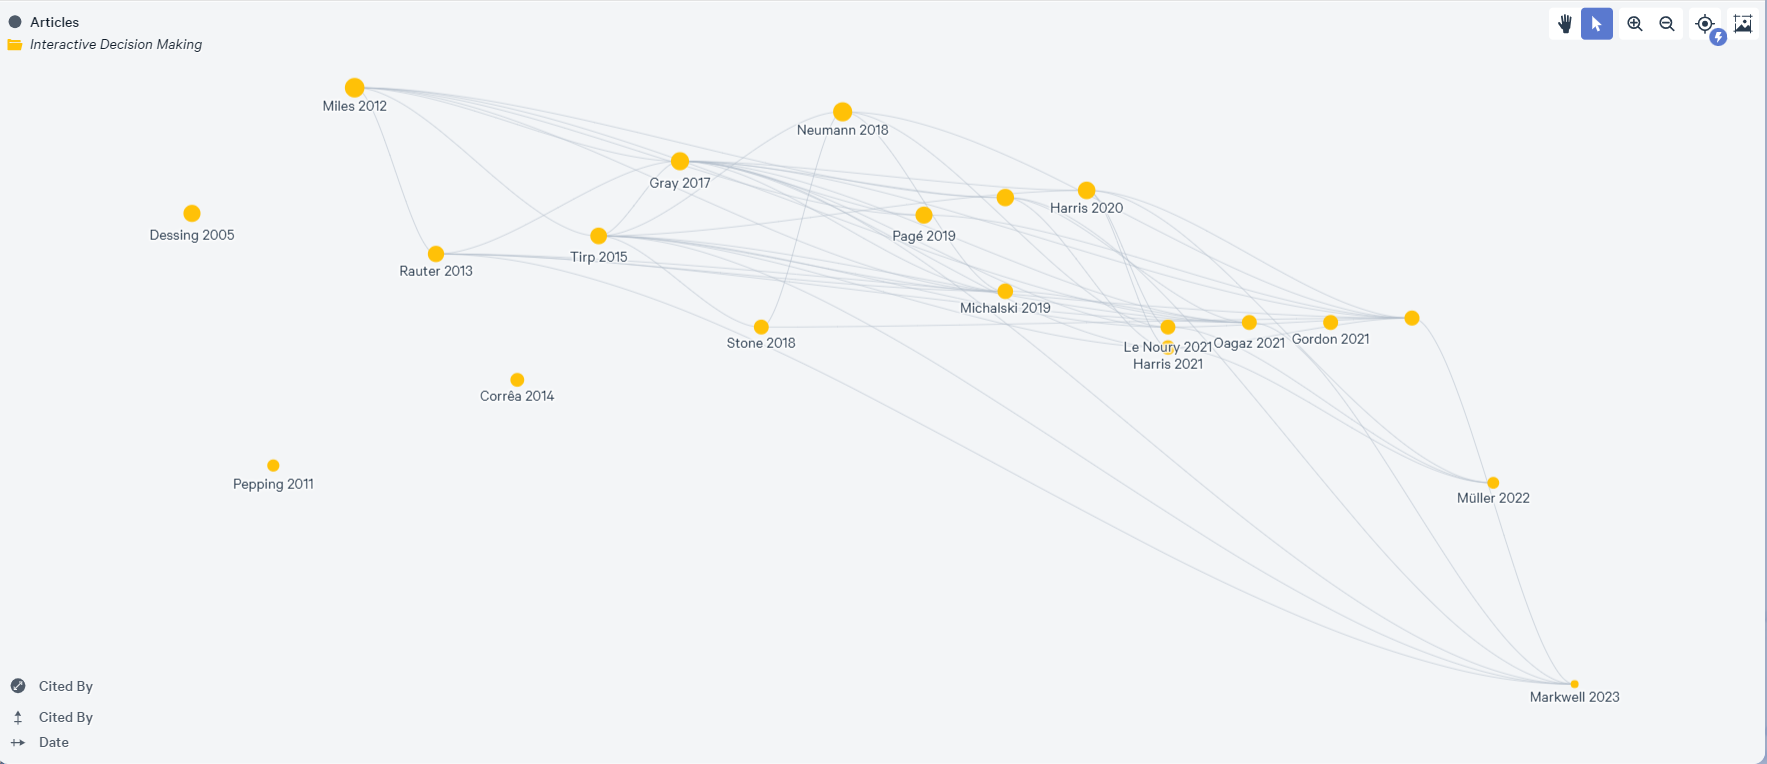 Articles
Interactive Decision Making
Miles 2012
Neumann 2018
Gray 2017
Harris 2020
Dessing 2005
Pagé 2019
Rauter 2013
Tirp 2015
Michalski 2019
Stone 2018
Le Noury 2021
Oagaz 2021
Gordon 2021
Harris 2021
Corrêa 2014
Pepping 2011
Müller 2022
Cited By
Markwell 2023
Cited By
Date